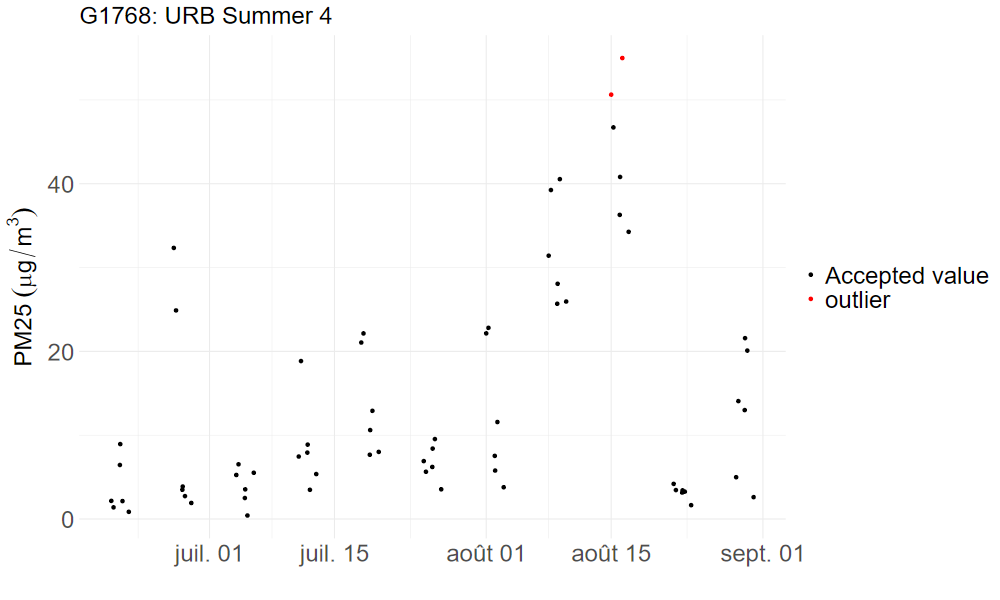 G1768: URB Summer 4
PM25 (μg/m³)
40
20
0
juil. 01
juil. 15
août 01
août 15
sept. 01
Accepted value
outlier